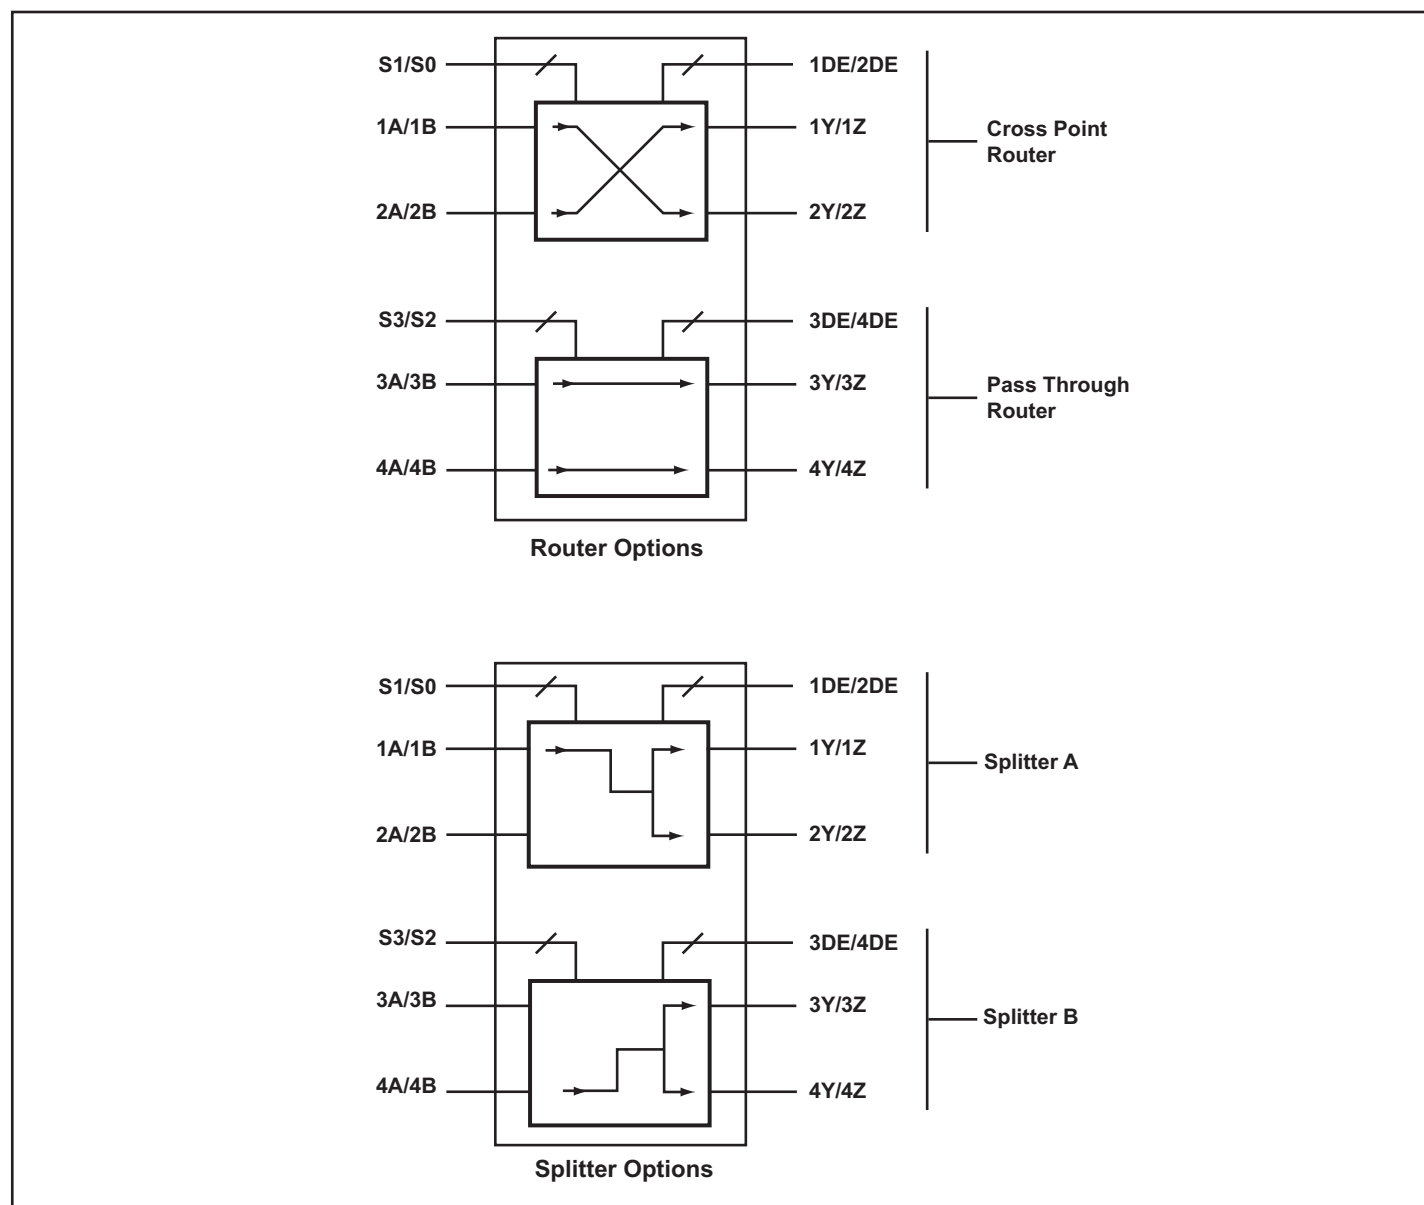 S1/S0
1DE/2DE
1A/1B
1Y/1Z
Cross Point
Router
2A/2B
2Y/2Z
S3/S2
3DE/4DE
3A/3B
3Y/3Z
Pass Through
Router
4A/4B
4Y/4Z
Router Options
S1/S0
1DE/2DE
1A/1B
1Y/1Z
Splitter A
2A/2B
2Y/2Z
S3/S2
3DE/4DE
3A/3B
3Y/3Z
Splitter B
4A/4B
4Y/4Z
Splitter Options